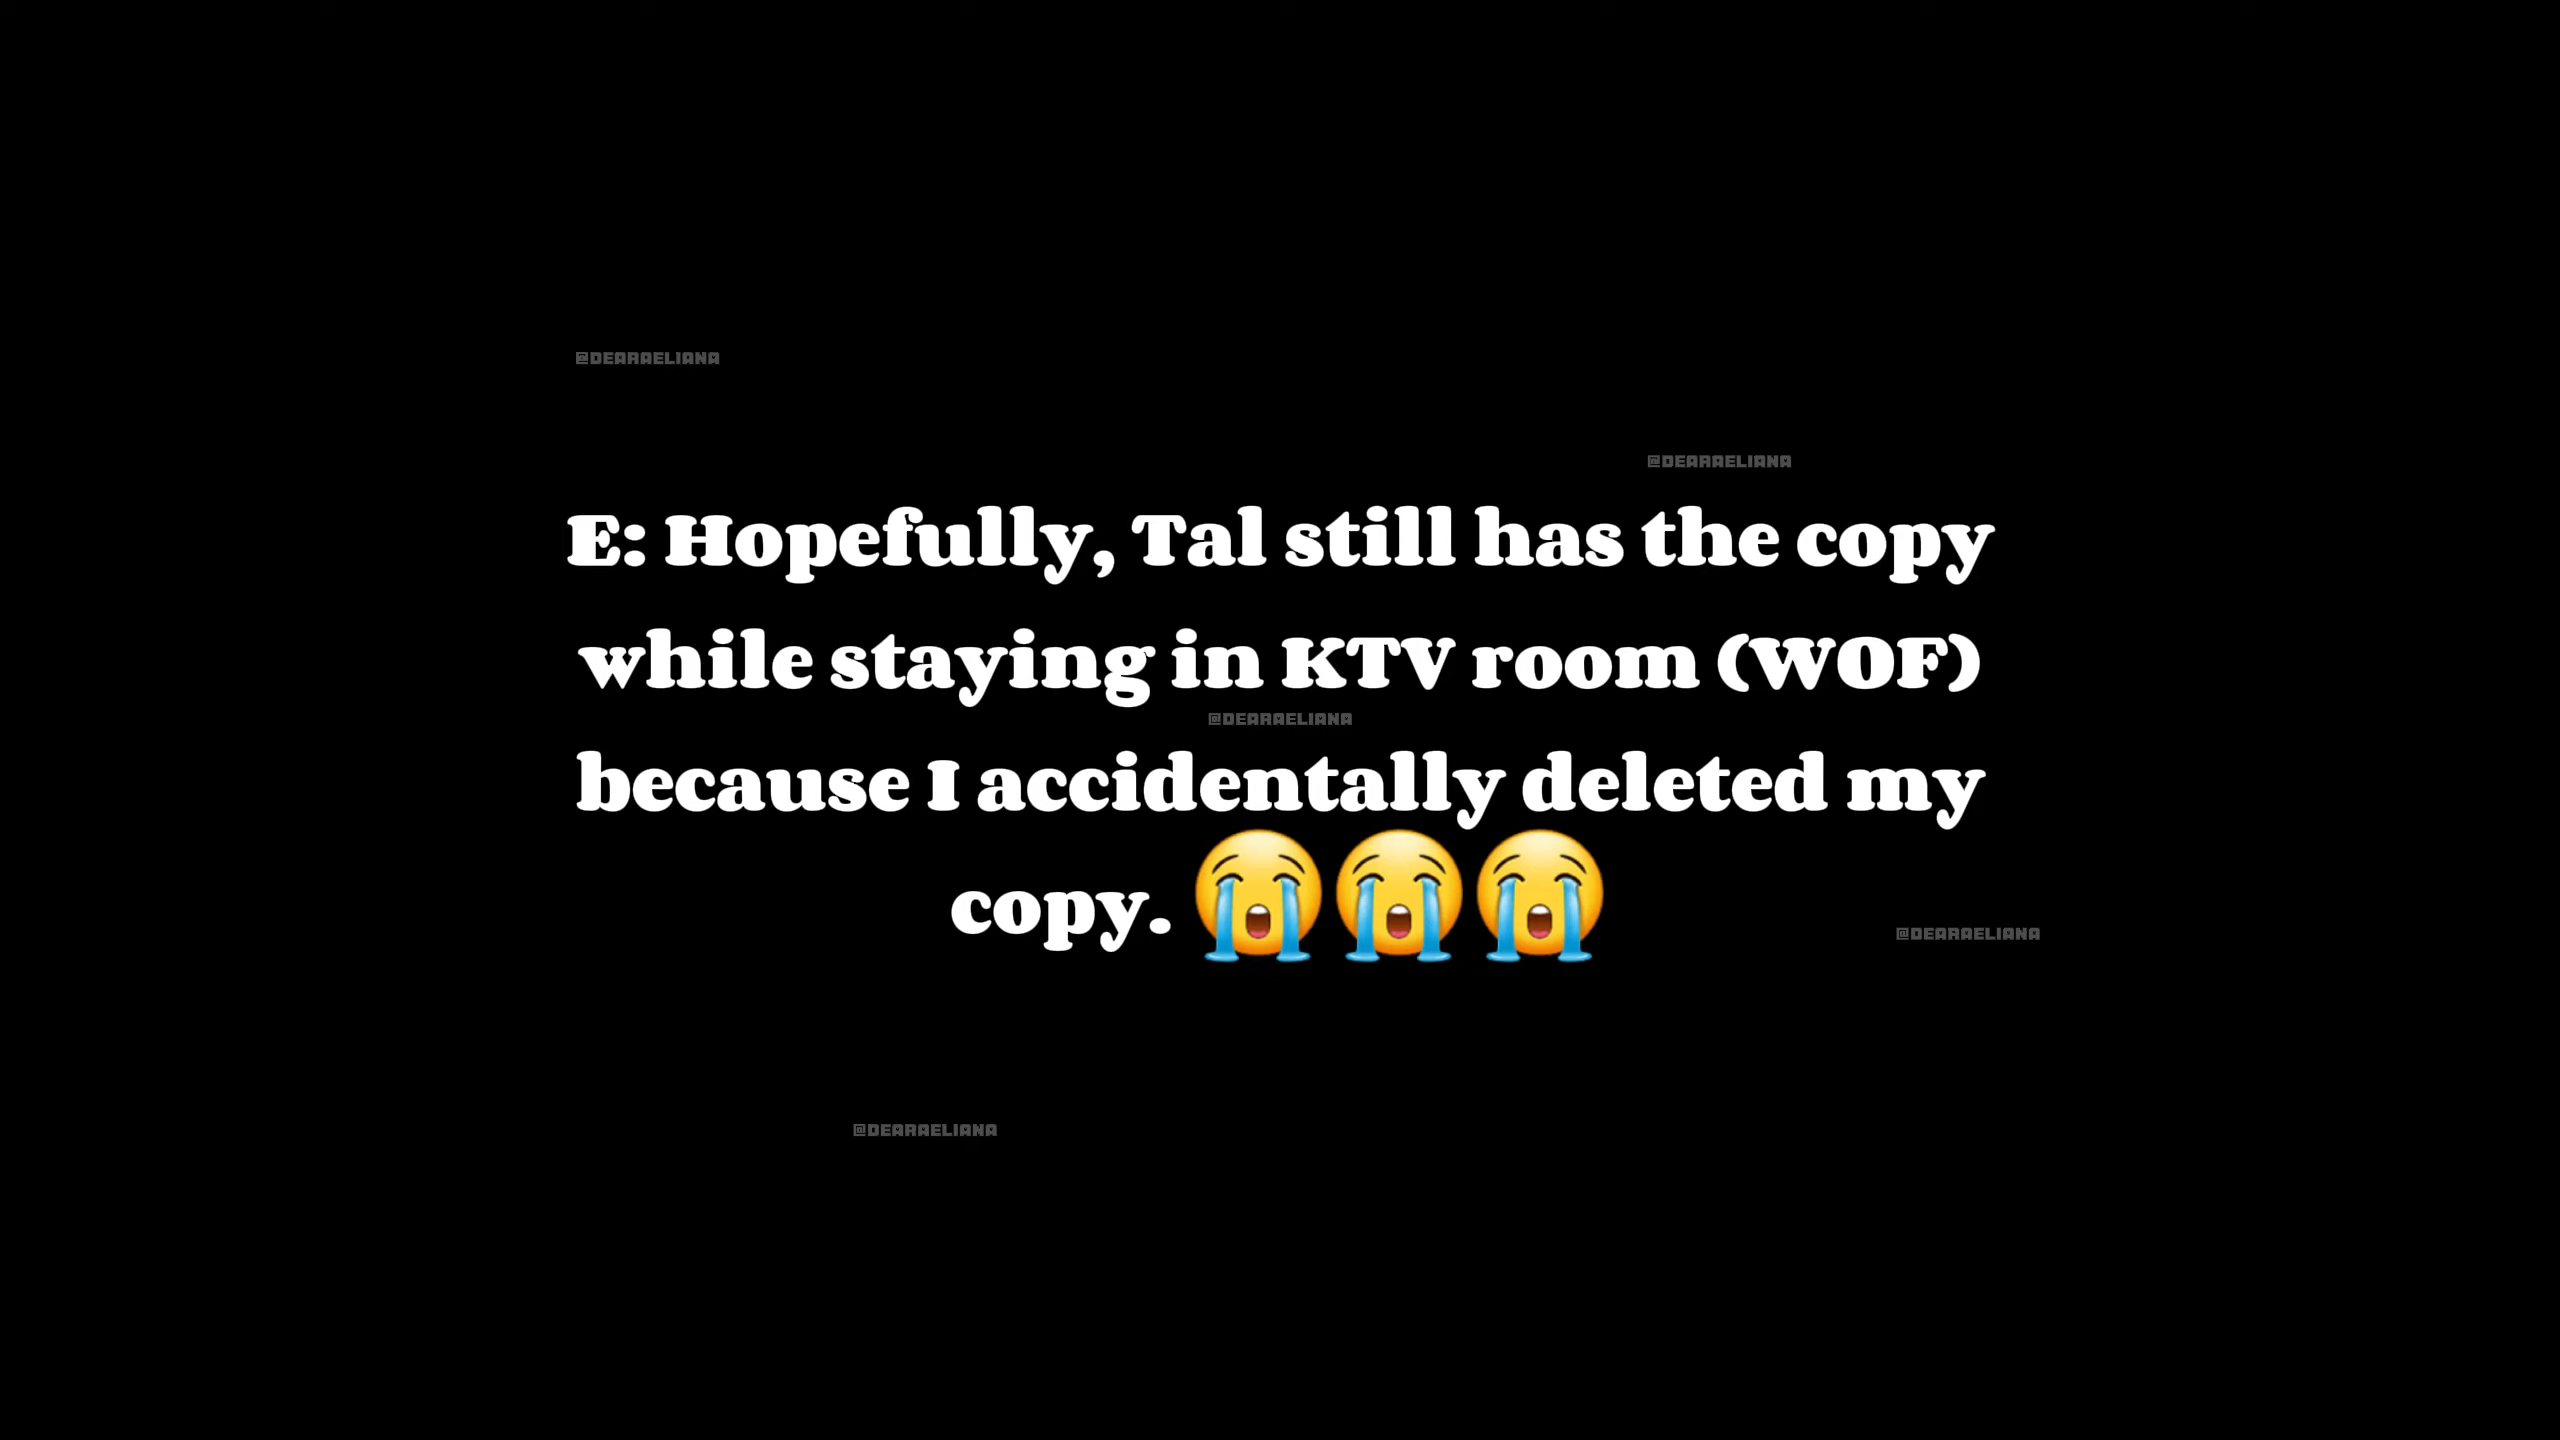 @DEARAELIANA
@DEARAELIANA
E: Hopefully, Tal still has the copy
while staying in KTV room (WOF)
@DEARAELIANA
because I accidentally deleted my
copy. 😭😭😭
@DEARAELIANA
@DEARAELIANA